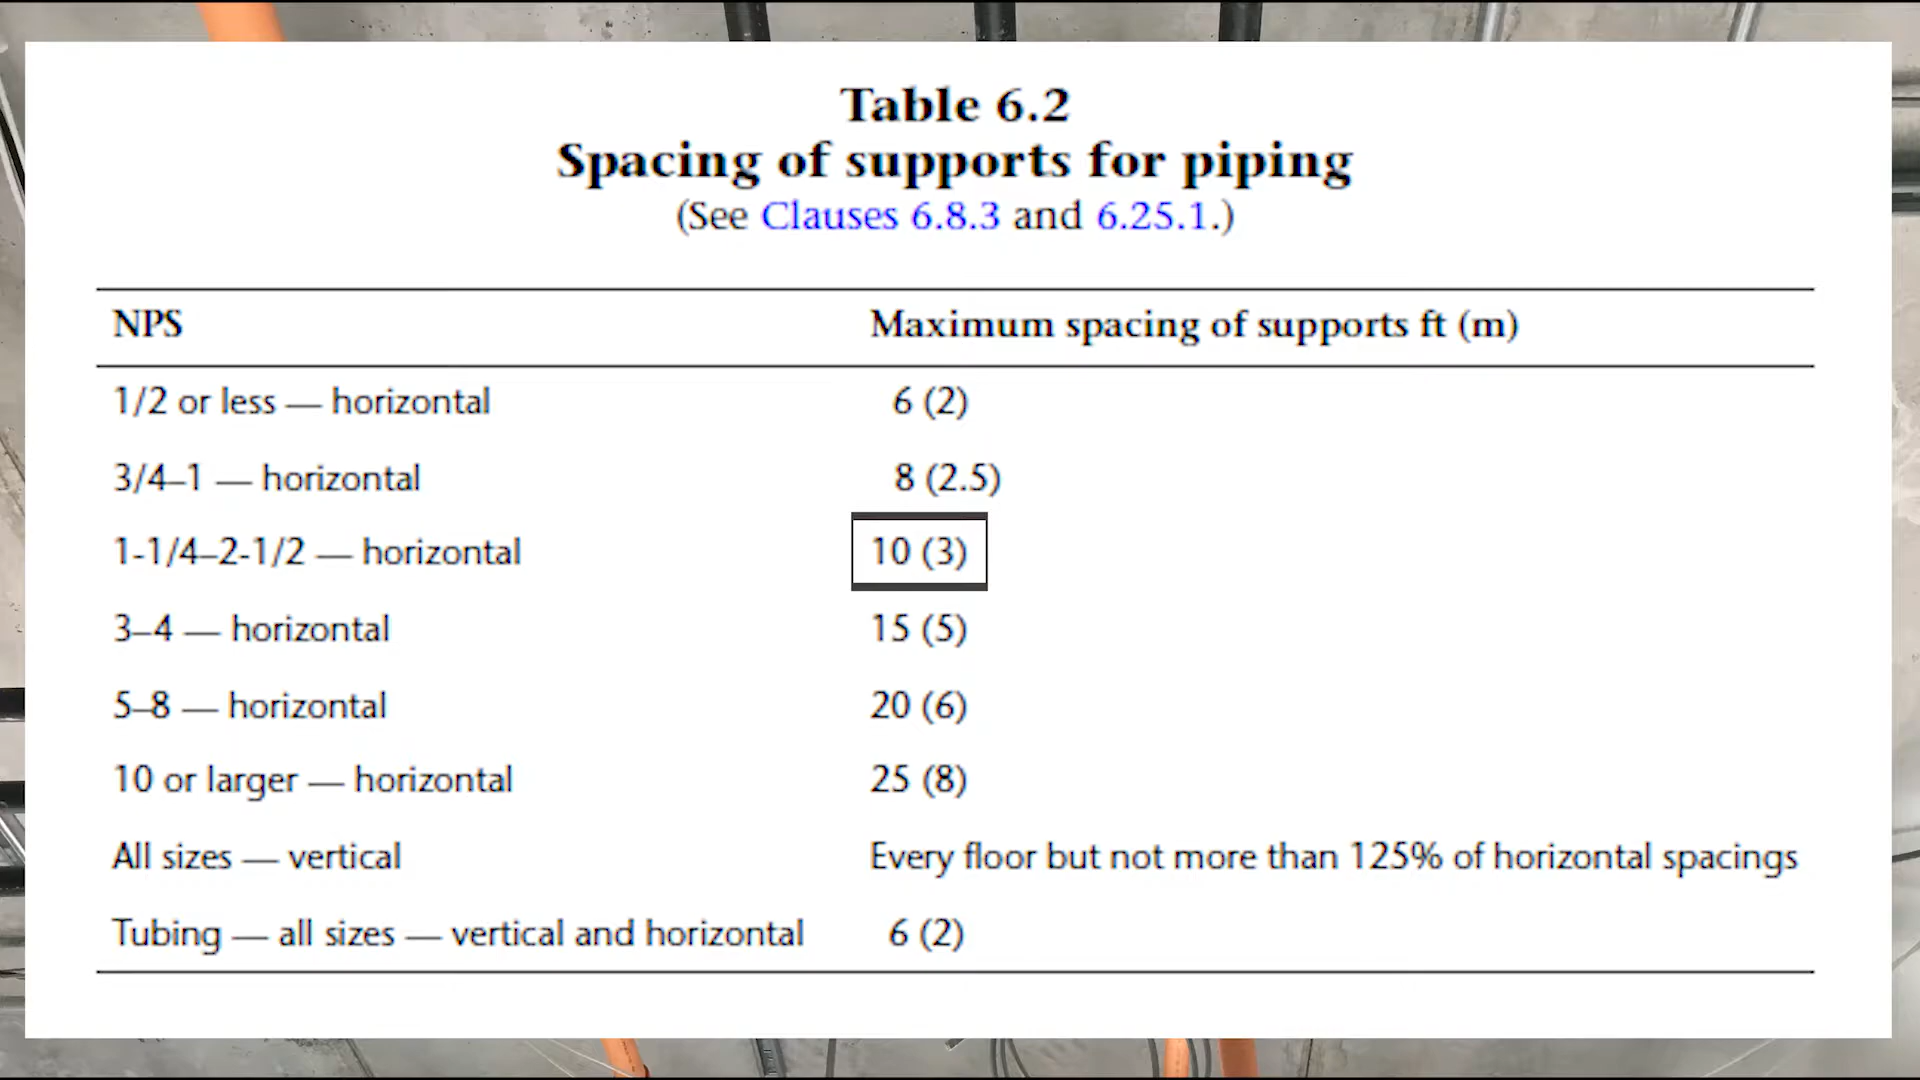 Table 6.2
Spacing of supports for piping
(See Clauses 6.8.3 and 6.25.1.)
NPS Maximum spacing of supports ft (m)
1/2 or less — horizontal 6 (2)
3/4–1 — horizontal 8 (2.5)
1-1/4–2-1/2 — horizontal 10 (3)
3–4 — horizontal 15 (5)
5–8 — horizontal 20 (6)
10 or larger — horizontal 25 (8)
All sizes — vertical Every floor but not more than 125% of horizontal spacings
Tubing — all sizes — vertical and horizontal 6 (2)